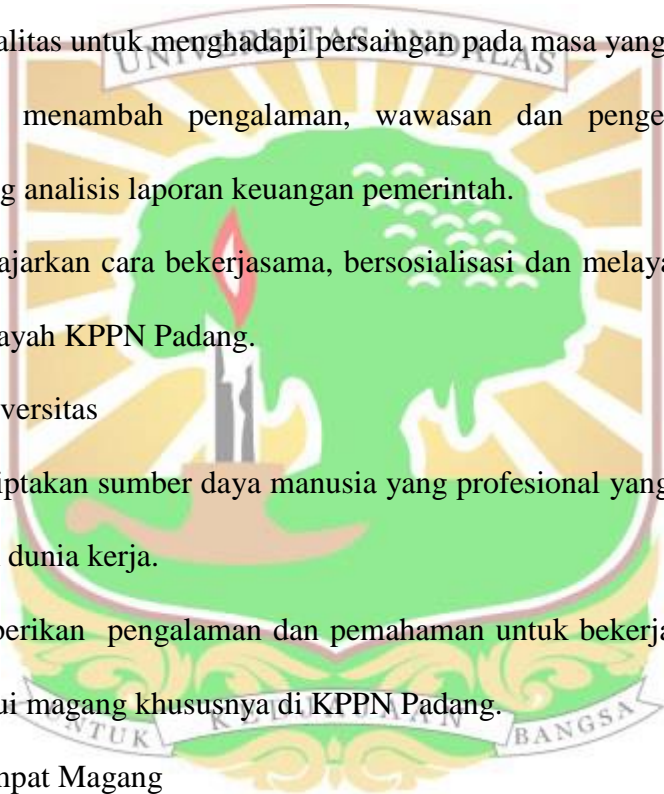 UNIVERSITAS ANDALAS
alitas untuk menghadapi persaingan pada masa yang
menambah pengalaman, wawasan dan penge
g analisis laporan keuangan pemerintah.
ajarkan cara bekerjasama, bersosialisasi dan melaya
ayah KPPN Padang.
versitas
iptakan sumber daya manusia yang profesional yang
dunia kerja.
berikan pengalaman dan pemahaman untuk bekerja
ui magang khususnya di KPPN Padang.
UNTUK KEDJAJAAN BANGSA
mpat Magang